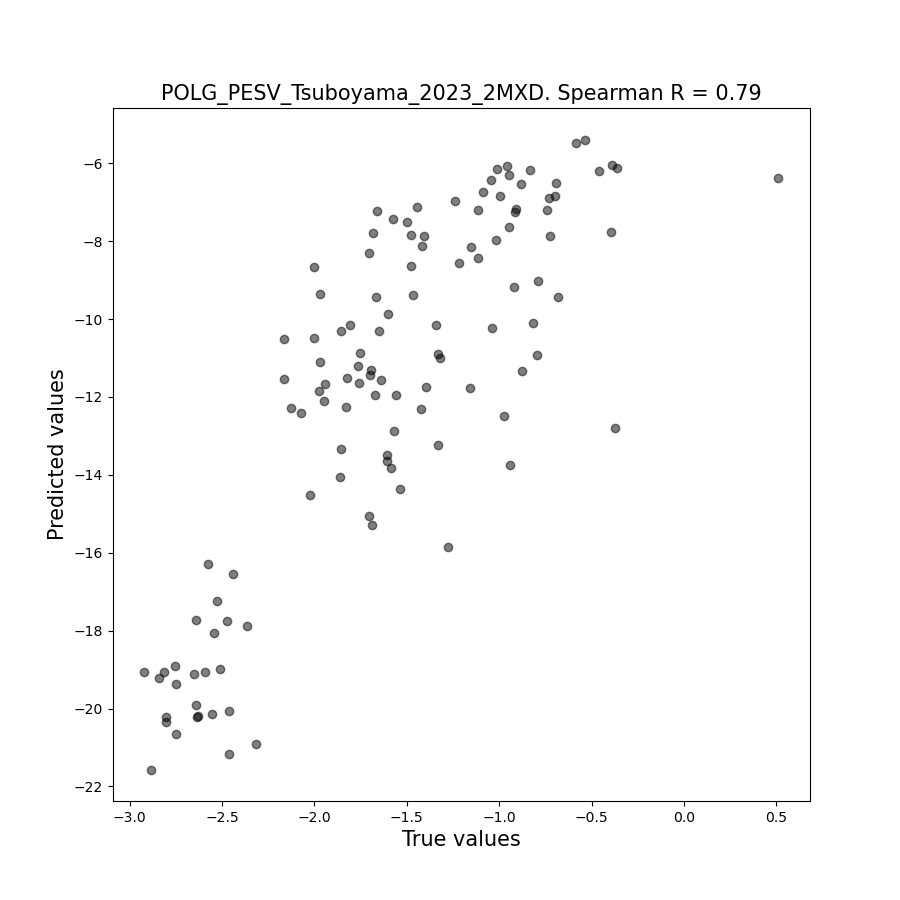 POLG_PESV_Tsuboyama_2023_2MXD. Spearman R = 0.79
Predicted values
−6
−8
−10
−12
−14
−16
−18
−20
−22
−3.0 −2.5 −2.0 −1.5 −1.0 −0.5 0.0 0.5
True values